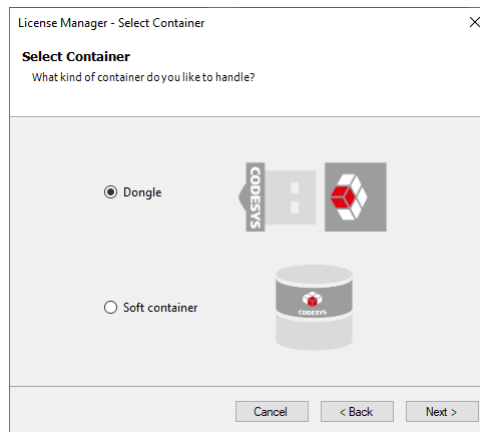 License Manager - Select Container
Select Container
What kind of container do you like to handle?
Dongle
CODESYS
Soft container
CODESYS
Cancel
< Back
Next >